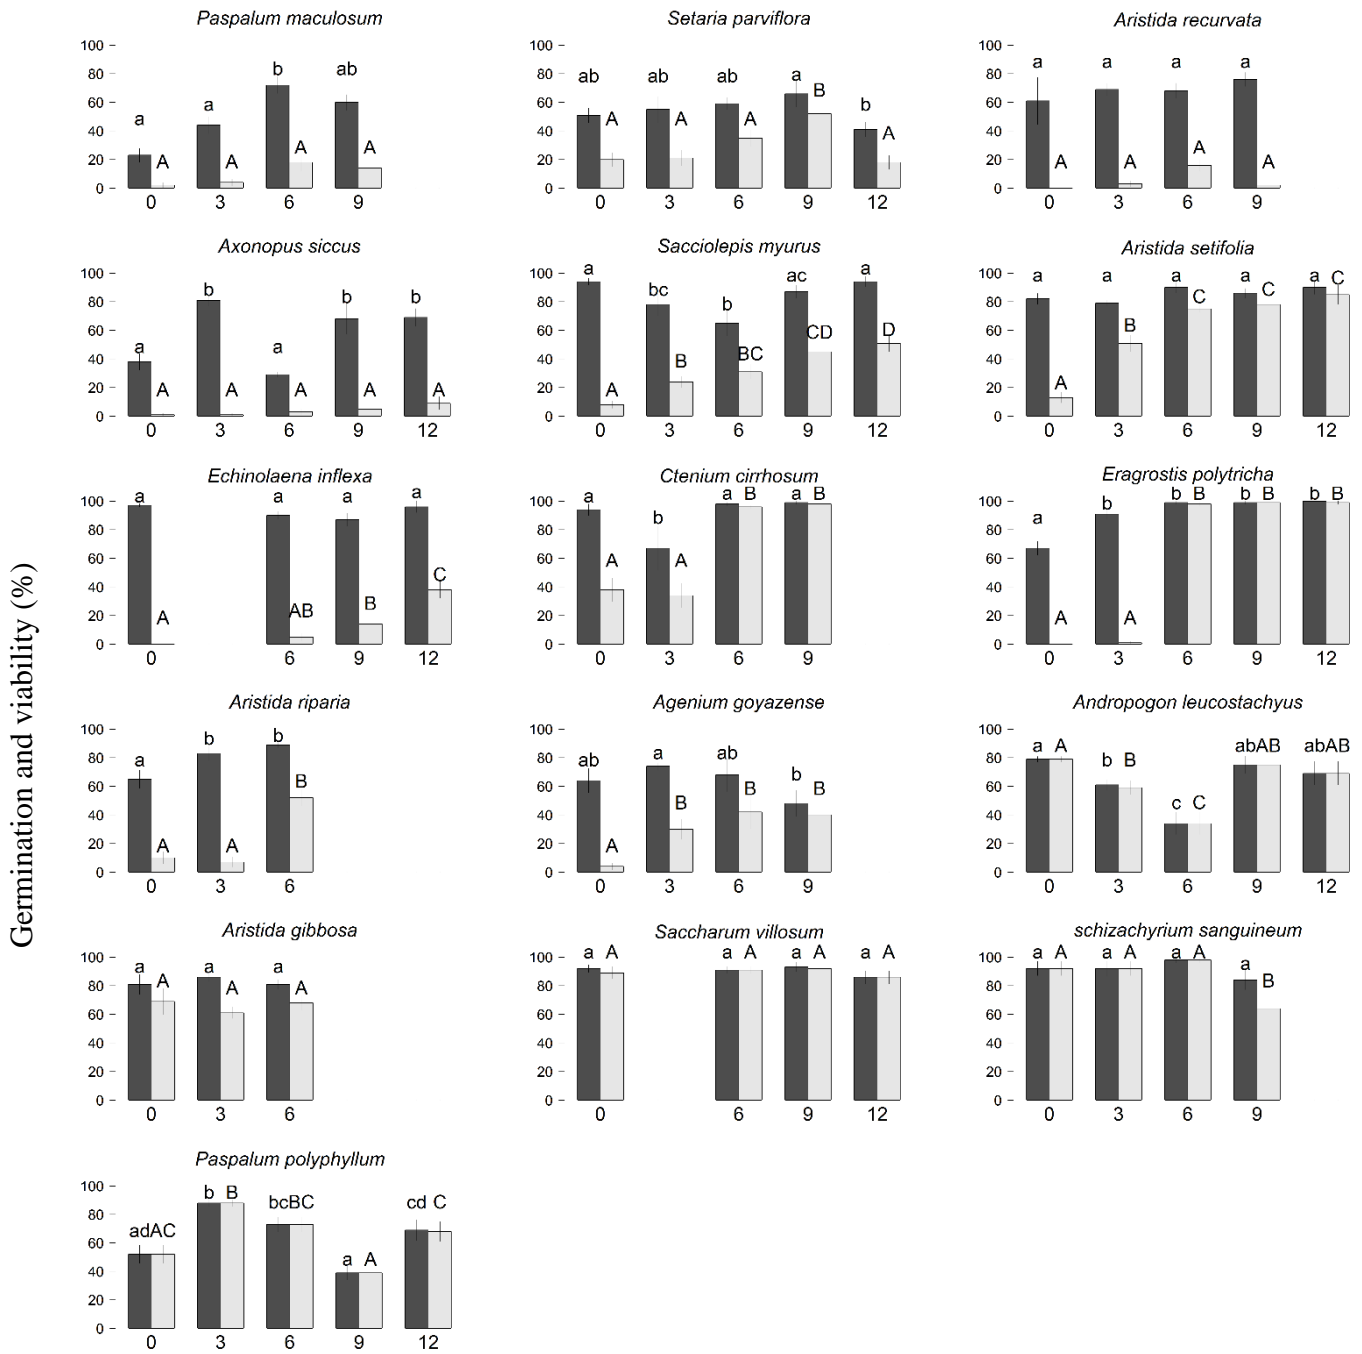 Germination and viability (%)
Paspalum maculosum
100
80
60
40
20
0
a a b ab
A A A A
0 3 6 9
Setaria parviflora
100
80
60
40
20
0
ab ab ab a b
A A A B A
0 3 6 9 12
Aristida recurvata
100
80
60
40
20
0
a a a a
A A A A
0 3 6 9
Axonopus siccus
100
80
60
40
20
0
a b a b b
A A A A A
0 3 6 9 12
Sacciolepis myurus
100
80
60
40
20
0
a bc b ac a
A B BC CD D
0 3 6 9 12
Aristida setifolia
100
80
60
40
20
0
a a a a a
A B C C C
0 3 6 9 12
Echinolaena inflexa
100
80
60
40
20
0
a a a a
A AB B C
0 6 9 12
Ctenium cirrhosum
100
80
60
40
20
0
a b a a
A A B B
0 3 6 9
Eragrostis polytricha
100
80
60
40
20
0
a b b b b
A A B B B
0 3 6 9 12
Aristida riparia
100
80
60
40
20
0
a b b
A A B
0 3 6
Agenium goyazense
100
80
60
40
20
0
ab a ab b
A B B B
0 3 6 9
Andropogon leucostachyus
100
80
60
40
20
0
a A b B c C abAB abAB
0 3 6 9 12
Aristida gibbosa
100
80
60
40
20
0
a a a
A A A
0 3 6
Saccharum villosum
100
80
60
40
20
0
a A a A a A a A
0 6 9 12
schizachyrium sanguineum
100
80
60
40
20
0
a A a A a A a B
0 3 6 9
Paspalum polyphyllum
100
80
60
40
20
0
adAC b B bcBC a A cd C
0 3 6 9 12